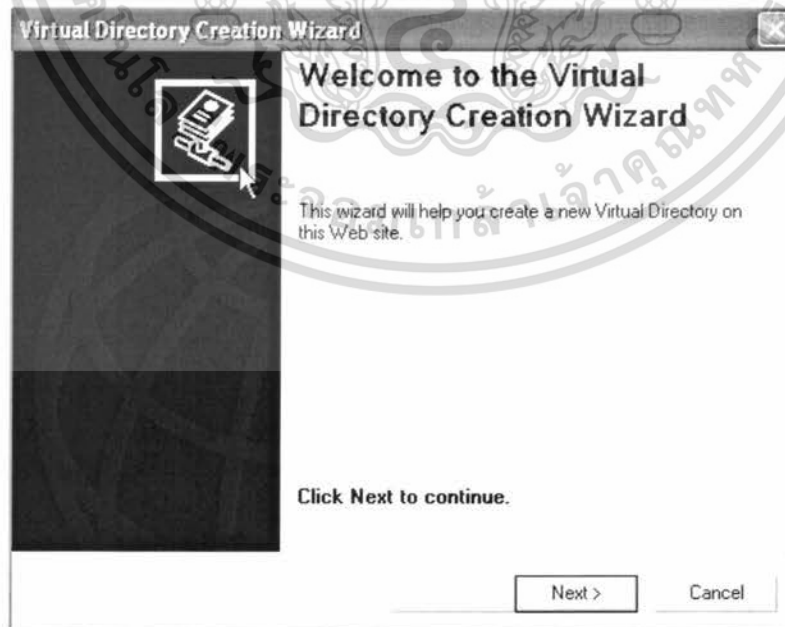 Virtual Directory Creation Wizard
Welcome to the Virtual
Directory Creation Wizard
This wizard will help you create a new Virtual Directory on
this Web site.
Click Next to continue.
Next >
Cancel